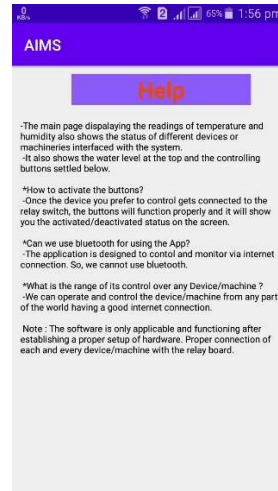 0
KB/s 2 65% 1:56 pm
AIMS
Help
-The main page dispalaying the readings of temperature and
humidity also shows the status of different devices or
machineries interfaced with the system.
-It also shows the water level at the top and the controlling
buttons settled below.
*How to activate the buttons?
-Once the device you prefer to control gets connected to the
relay switch, the buttons will function properly and it will show
you the activated/deactivated status on the screen.
*Can we use bluetooth for using the App?
-The application is designed to contol and monitor via internet
connection. So, we cannot use bluetooth.
*What is the range of its control over any Device/machine ?
-We can operate and control the device/machine from any part
of the world having a good internet connection.
Note : The software is only applicable and functioning after
establishing a proper setup of hardware. Proper connection of
each and every device/machine with the relay board.